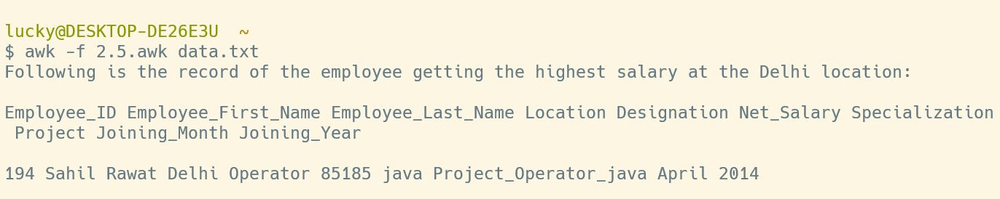 lucky@DESKTOP-DE26E3U ~
$ awk -f 2.5.awk data.txt
Following is the record of the employee getting the highest salary at the Delhi location:
Employee_ID Employee_First_Name Employee_Last_Name Location Designation Net_Salary Specialization
Project Joining_Month Joining_Year
194 Sahil Rawat Delhi Operator 85185 java Project_Operator_java April 2014